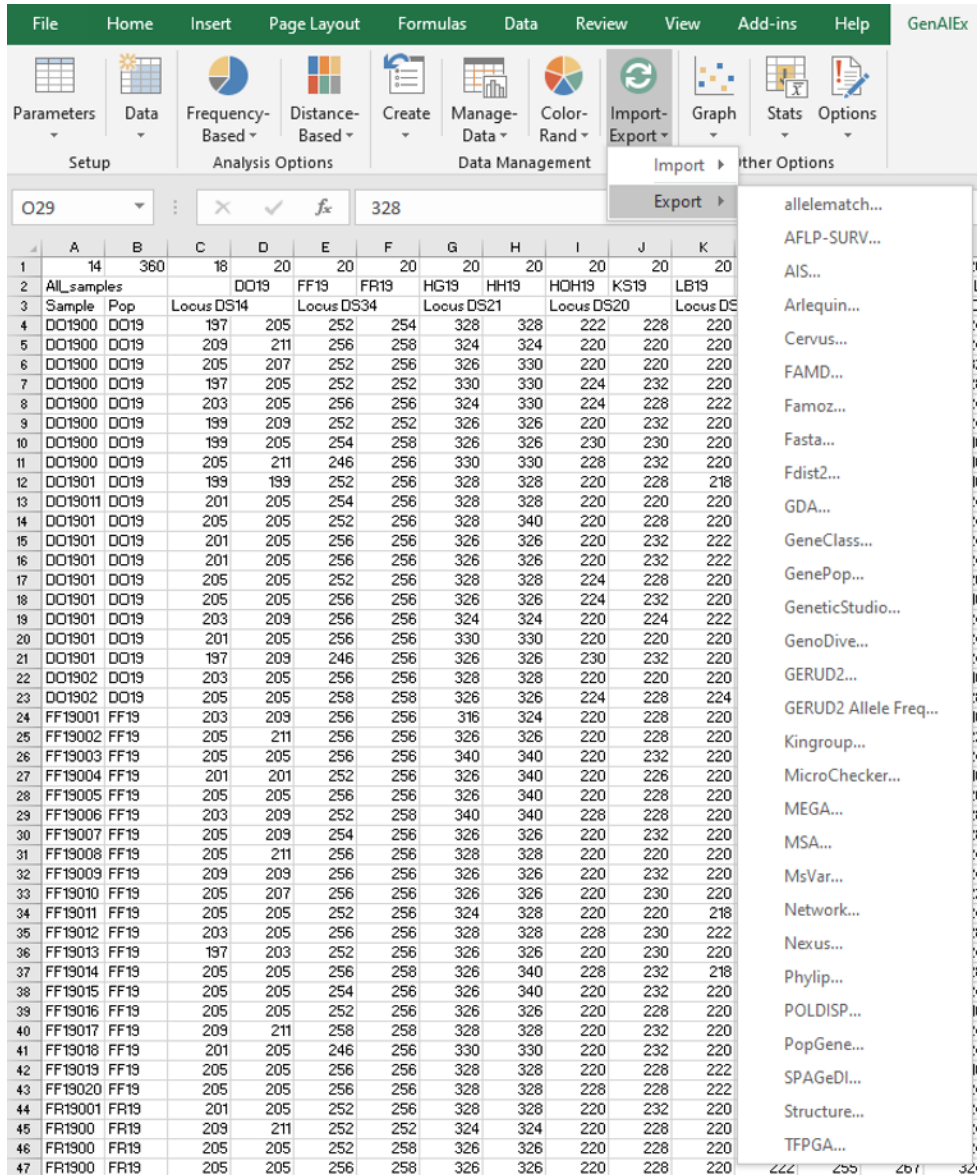 File Home Insert Page Layout Formulas Data Review View Add-ins Help GenAlEx
Parameters Data Frequency- Based Distance- Based Create Manage- Data Color- Rand Import- Export Graph Stats Options
Setup Analysis Options Data Management Other Options
Import
Export
O29 fx 328
allelematch...
AFLP-SURV...
AIS...
Arlequin...
Cervus...
FAMD...
Famoz...
Fasta...
Fdist2...
GDA...
GeneClass...
GenePop...
GeneticStudio...
GenoDive...
GERUD2...
GERUD2 Allele Freq...
Kingroup...
MicroChecker...
MEGA...
MSA...
MsVar...
Network...
Nexus...
Phylip...
POLDISP...
PopGene...
SPAGeDI...
Structure...
TFPGA...
A B C D E F G H I J K
1 14 360 18 20 20 20 20 20 20 20 20
2 All_samples DO19 FF19 FR19 HG19 HH19 HOH19 KS19 LB19
3 Sample Pop Locus DS14 Locus DS34 Locus DS21 Locus DS20 Locus DS
4 DO1900 DO19 197 205 252 254 328 328 222 228 220
5 DO1900 DO19 209 211 256 258 324 324 220 220 220
6 DO1900 DO19 205 207 252 256 326 330 220 220 220
7 DO1900 DO19 197 205 252 252 330 330 224 232 220
8 DO1900 DO19 203 205 256 256 324 330 224 228 222
9 DO1900 DO19 199 209 252 252 326 326 220 232 220
10 DO1900 DO19 199 205 254 258 326 326 230 230 220
11 DO1900 DO19 205 211 246 256 330 330 228 232 220
12 DO1901 DO19 199 199 252 256 328 328 220 228 218
13 DO19011 DO19 201 205 254 256 328 328 220 220 220
14 DO1901 DO19 205 205 252 256 328 340 220 228 220
15 DO1901 DO19 201 205 256 256 326 326 220 232 222
16 DO1901 DO19 201 205 256 256 326 326 220 232 222
17 DO1901 DO19 205 205 252 256 328 328 224 228 220
18 DO1901 DO19 205 205 256 256 326 326 224 232 220
19 DO1901 DO19 203 209 256 256 324 324 220 224 222
20 DO1901 DO19 201 205 256 256 330 330 220 220 220
21 DO1901 DO19 197 209 246 256 326 326 230 232 220
22 DO1902 DO19 203 205 256 256 328 328 220 220 220
23 DO1902 DO19 205 205 258 258 326 326 224 228 224
24 FF19001 FF19 203 209 256 256 316 324 220 228 220
25 FF19002 FF19 205 211 256 256 326 326 220 228 220
26 FF19003 FF19 205 205 256 256 340 340 220 232 220
27 FF19004 FF19 201 201 252 256 326 340 220 226 220
28 FF19005 FF19 205 205 256 256 326 340 220 228 220
29 FF19006 FF19 203 209 252 258 340 340 228 228 220
30 FF19007 FF19 205 209 254 256 326 326 220 232 220
31 FF19008 FF19 205 211 256 256 328 328 220 220 220
32 FF19009 FF19 209 209 256 256 326 326 220 232 220
33 FF19010 FF19 205 207 256 256 326 326 220 230 220
34 FF19011 FF19 205 205 252 256 324 328 220 220 218
35 FF19012 FF19 203 205 256 256 328 328 228 230 222
36 FF19013 FF19 197 203 252 256 326 326 220 230 220
37 FF19014 FF19 205 205 256 258 326 340 228 232 218
38 FF19015 FF19 205 205 254 256 326 340 220 232 220
39 FF19016 FF19 205 205 252 256 326 326 220 228 220
40 FF19017 FF19 209 211 258 258 328 328 220 232 220
41 FF19018 FF19 201 205 246 256 330 330 220 232 220
42 FF19019 FF19 205 205 256 256 328 328 220 228 222
43 FF19020 FF19 205 205 256 256 328 328 228 228 222
44 FR19001 FR19 201 205 252 256 328 328 220 232 220
45 FR1900 FR19 209 211 252 252 324 324 220 228 220
46 FR1900 FR19 205 205 252 258 326 326 220 228 220
47 FR1900 FR19 205 205 256 258 328 328 220 228 220